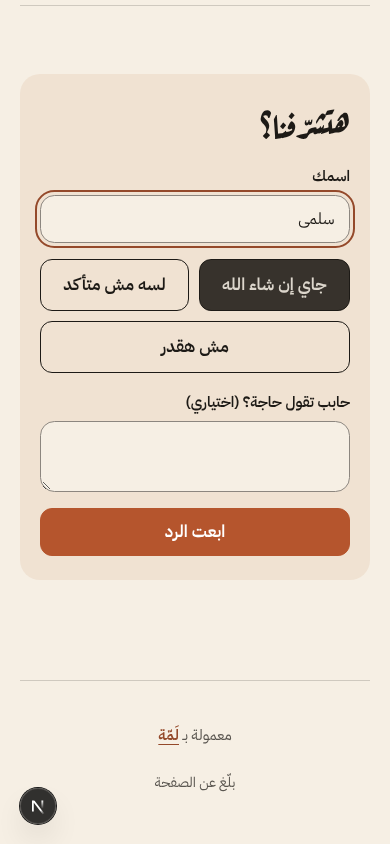 هتشرّفنا؟
اسمك
سلمى
جاي إن شاء الله
لسه مش متأكد
مش هقدر
حابب تقول حاجة؟ (اختياري)
ابعت الرد
معمولة بـ لَمّة
بلّغ عن الصفحة
N